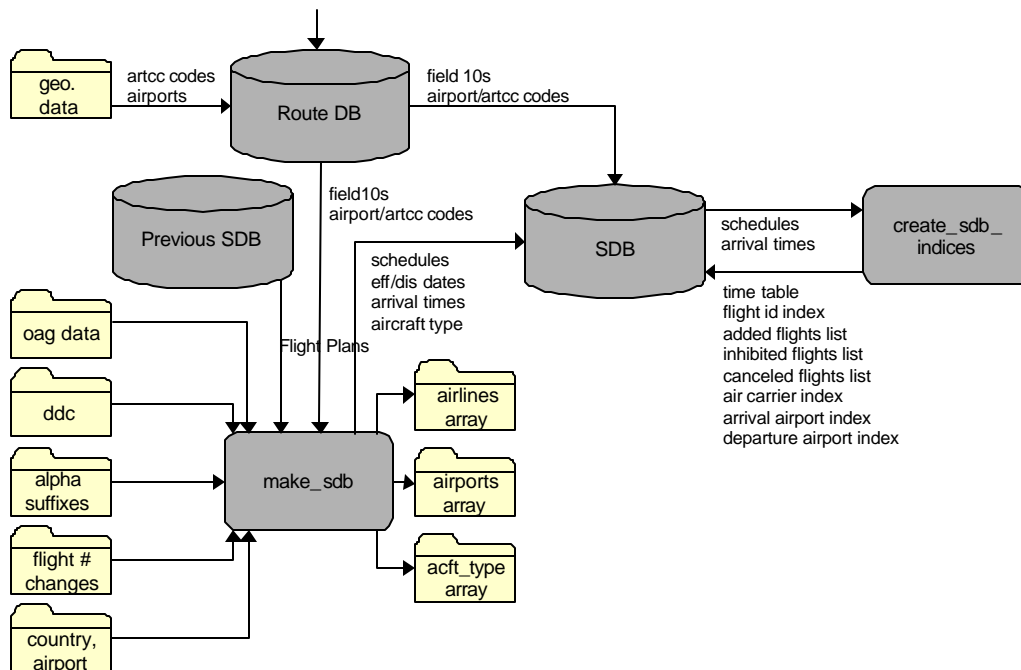 geo.
data
artcc codes
airports
Route DB
field 10s
airport/artcc codes
Previous SDB
field10s
airport/artcc codes
SDB
schedules
arrival times
create_sdb_
indices
schedules
eff/dis dates
arrival times
aircraft type
time table
flight id index
added flights list
inhibited flights list
canceled flights list
air carrier index
arrival airport index
departure airport index
oag data
Flight Plans
ddc
airlines
array
alpha
suffixes
make_sdb
airports
array
flight #
changes
acft_type
array
country,
airport